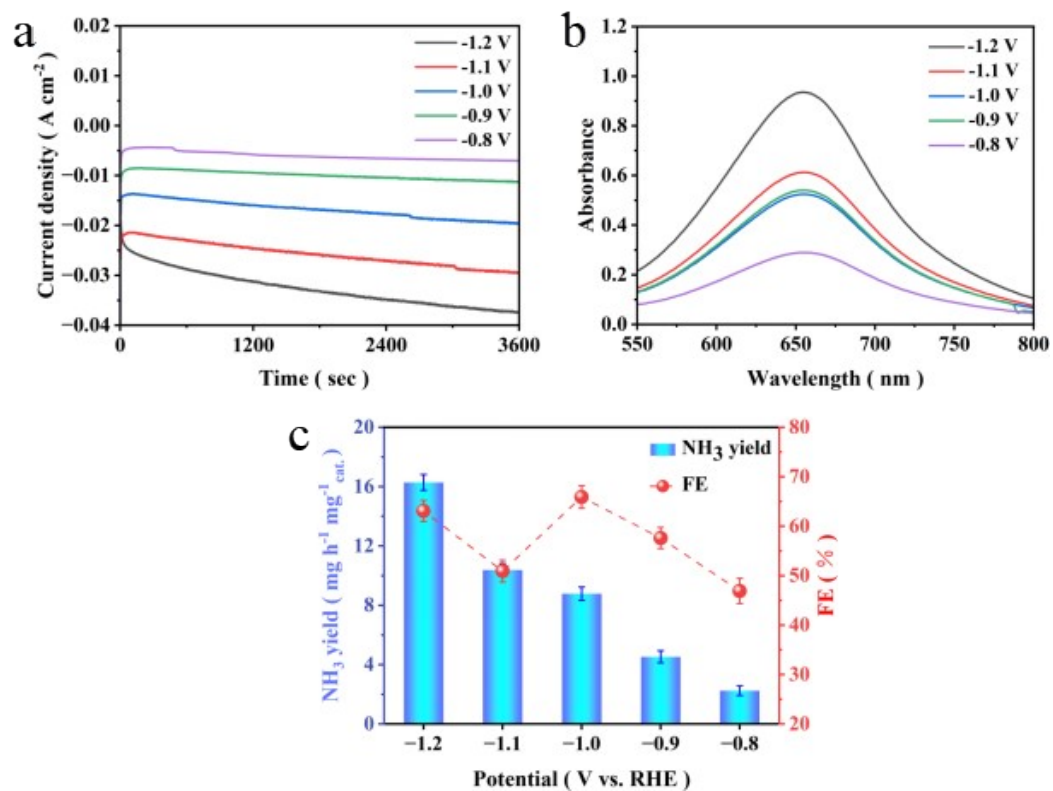 a
0.02
0.01
0.00
−0.01
−0.02
−0.03
−0.04
Current density ( A cm-2 )
-1.2 V
-1.1 V
-1.0 V
-0.9 V
-0.8 V
0
1200
2400
3600
Time ( sec )
b
1.2
1.0
0.8
0.6
0.4
0.2
0.0
Absorbance
-1.2 V
-1.1 V
-1.0 V
-0.9 V
-0.8 V
550
600
650
700
750
800
Wavelength ( nm )
c
20
16
12
8
4
0
NH3 yield ( mg h-1 mg-1cat. )
NH3 yield
FE
80
70
60
50
40
30
20
FE ( % )
−1.2
−1.1
−1.0
−0.9
−0.8
Potential ( V vs. RHE )